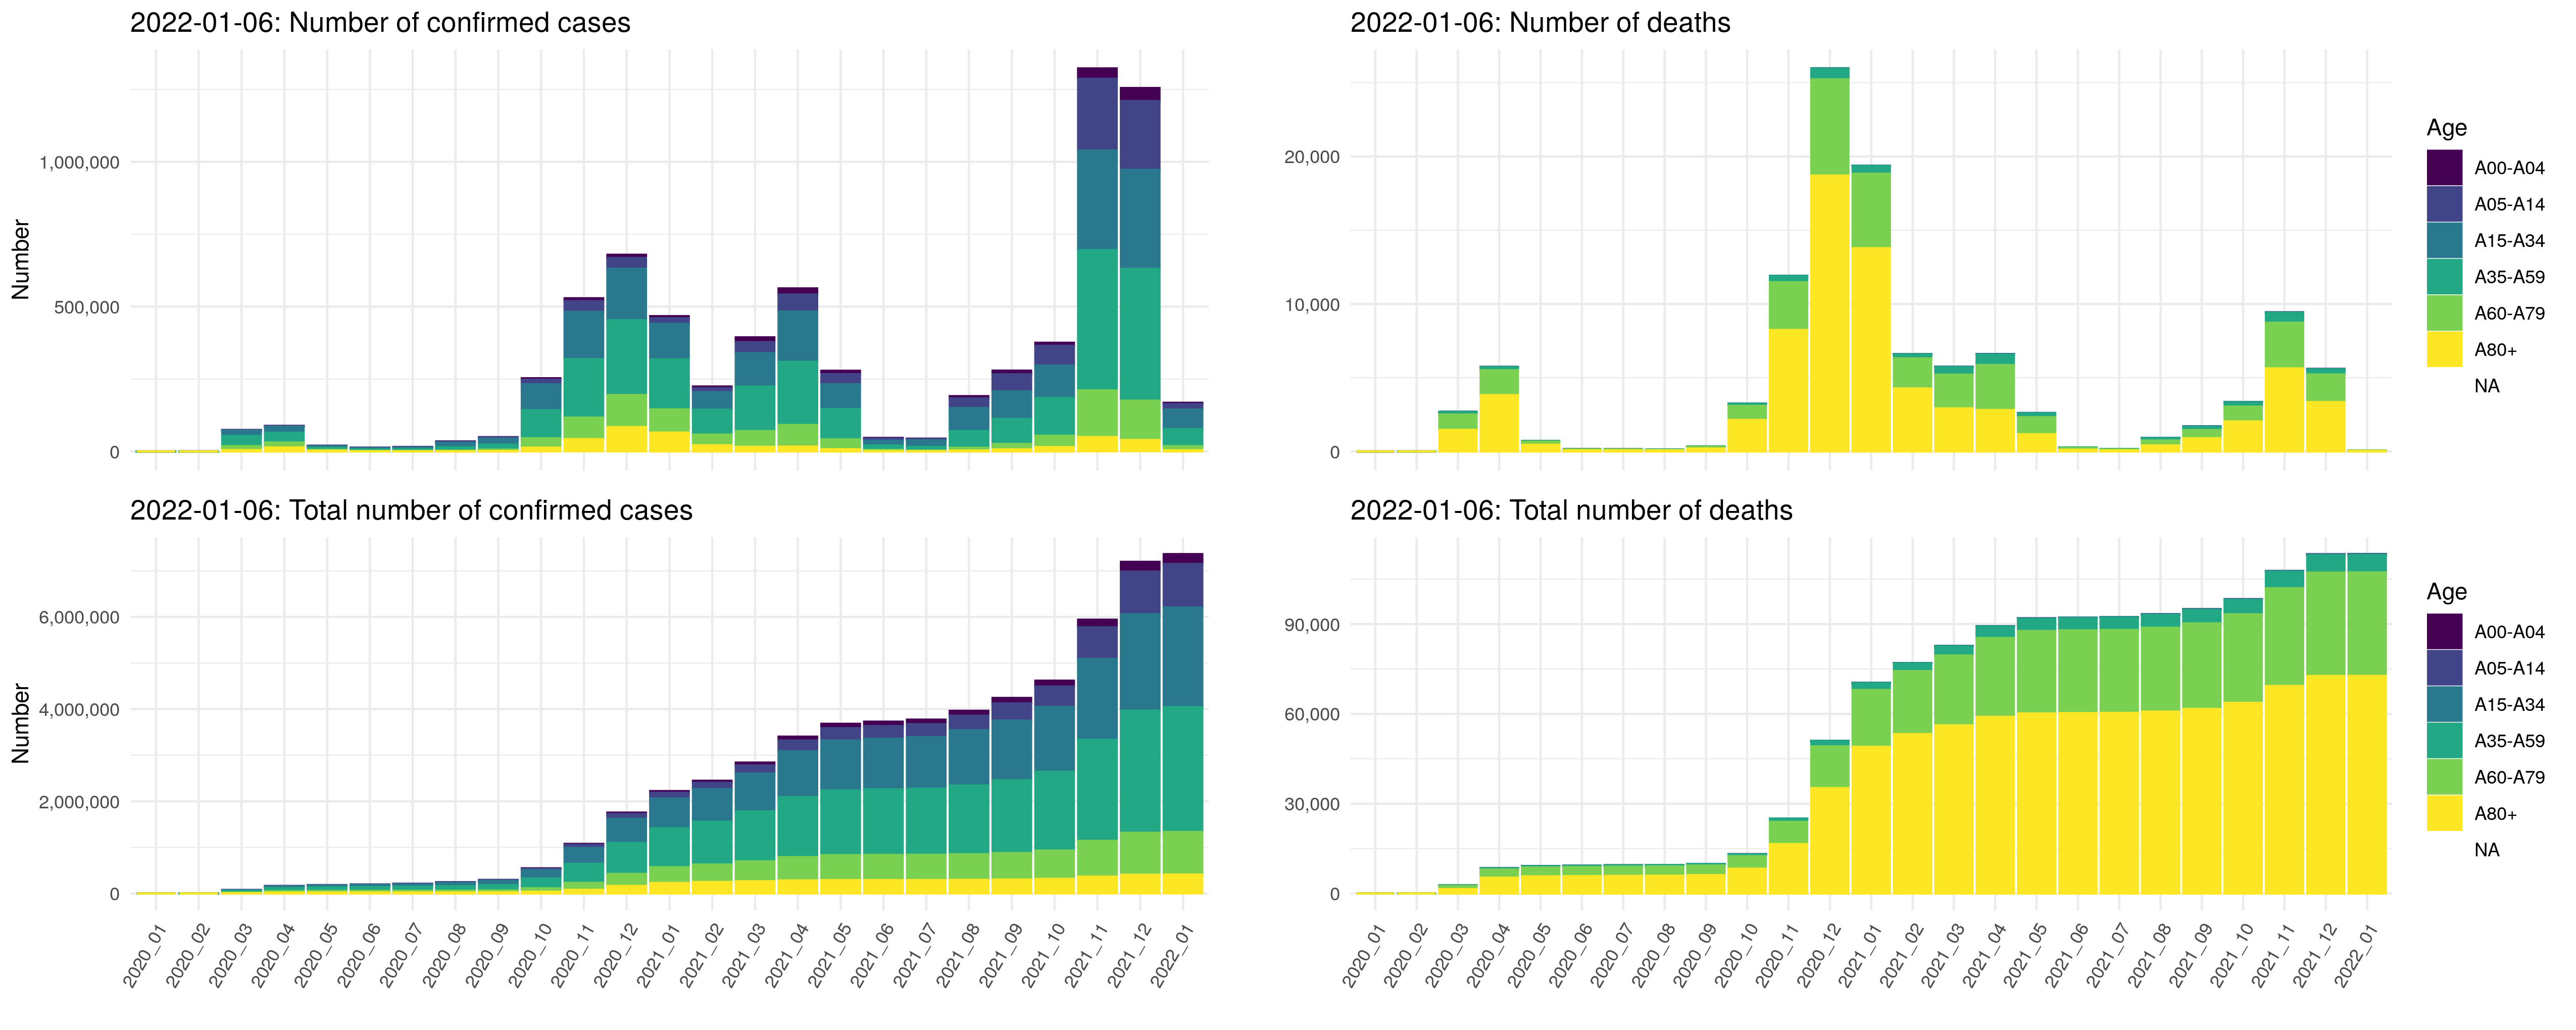 2022-01-06: Number of confirmed cases
2022-01-06: Number of deaths
Number
1,000,000
500,000
0
20,000
10,000
0
Age
A00-A04
A05-A14
A15-A34
A35-A59
A60-A79
A80+
NA
2022-01-06: Total number of confirmed cases
2022-01-06: Total number of deaths
Number
6,000,000
4,000,000
2,000,000
0
90,000
60,000
30,000
0
Age
A00-A04
A05-A14
A15-A34
A35-A59
A60-A79
A80+
NA
2020_01
2020_02
2020_03
2020_04
2020_05
2020_06
2020_07
2020_08
2020_09
2020_10
2020_11
2020_12
2021_01
2021_02
2021_03
2021_04
2021_05
2021_06
2021_07
2021_08
2021_09
2021_10
2021_11
2021_12
2022_01
2020_01
2020_02
2020_03
2020_04
2020_05
2020_06
2020_07
2020_08
2020_09
2020_10
2020_11
2020_12
2021_01
2021_02
2021_03
2021_04
2021_05
2021_06
2021_07
2021_08
2021_09
2021_10
2021_11
2021_12
2022_01